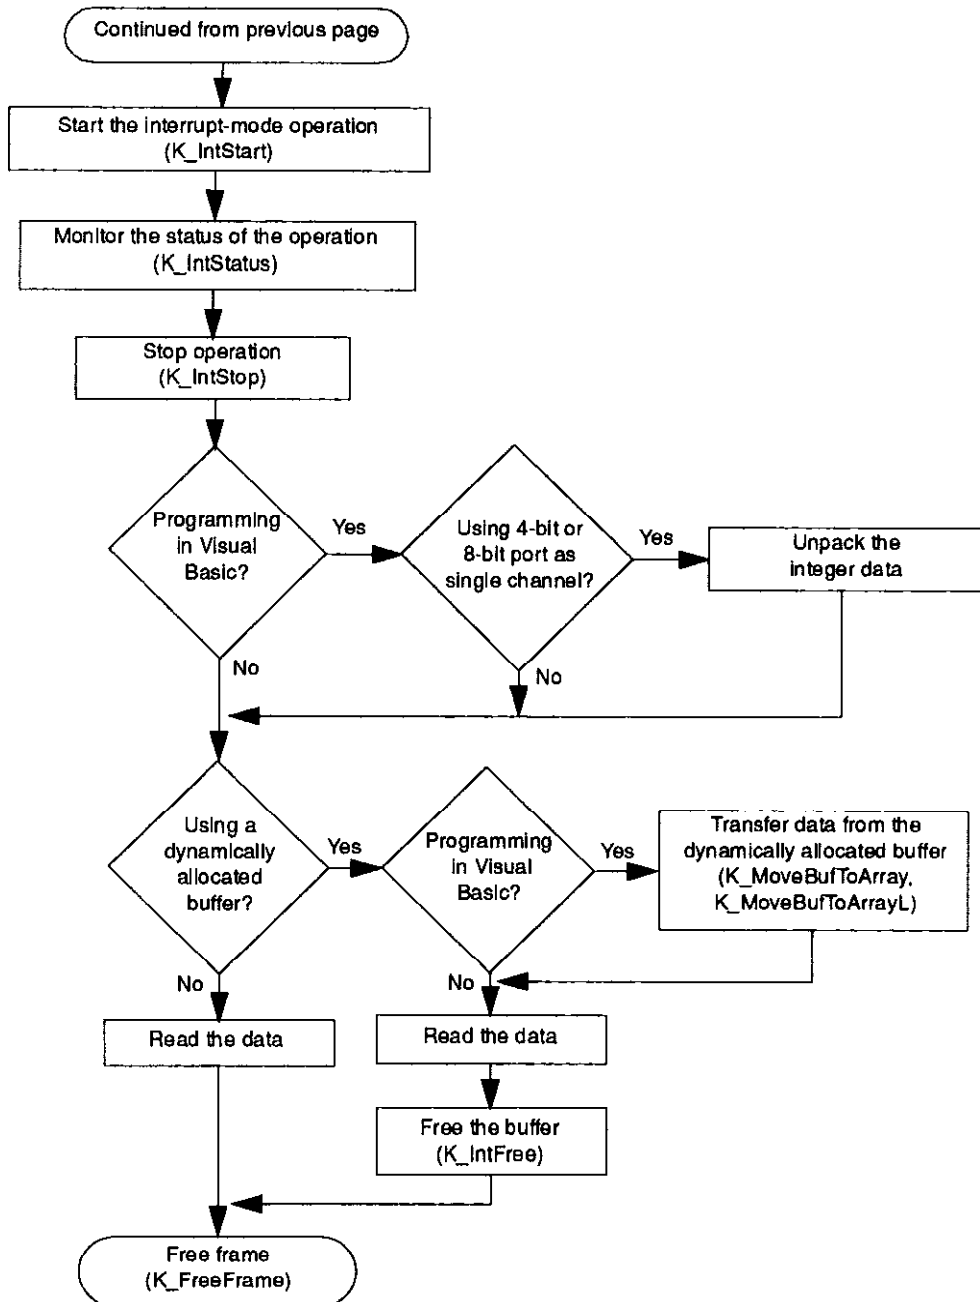 Continued from previous page
Start the interrupt-mode operation
(K_IntStart)
Monitor the status of the operation
(K_IntStatus)
Stop operation
(K_IntStop)
Programming
in Visual
Basic?
Yes
No
Using 4-bit or
8-bit port as
single channel?
Yes
No
Unpack the
integer data
Using a
dynamically
allocated
buffer?
Yes
No
Programming
in Visual
Basic?
Yes
No
Transfer data from the
dynamically allocated buffer
(K_MoveBufToArray,
K_MoveBufToArrayL)
Read the data
Read the data
Free the buffer
(K_IntFree)
Free frame
(K_FreeFrame)